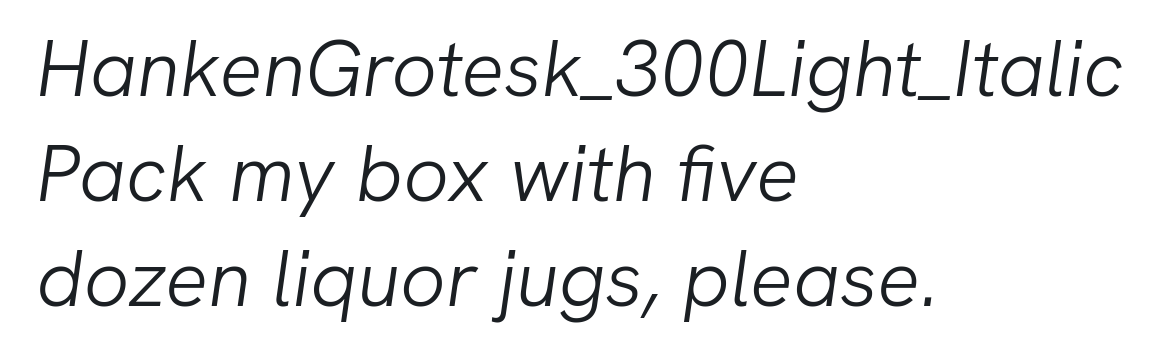 HankenGrotesk_300Light_Italic
Pack my box with five
dozen liquor jugs, please.